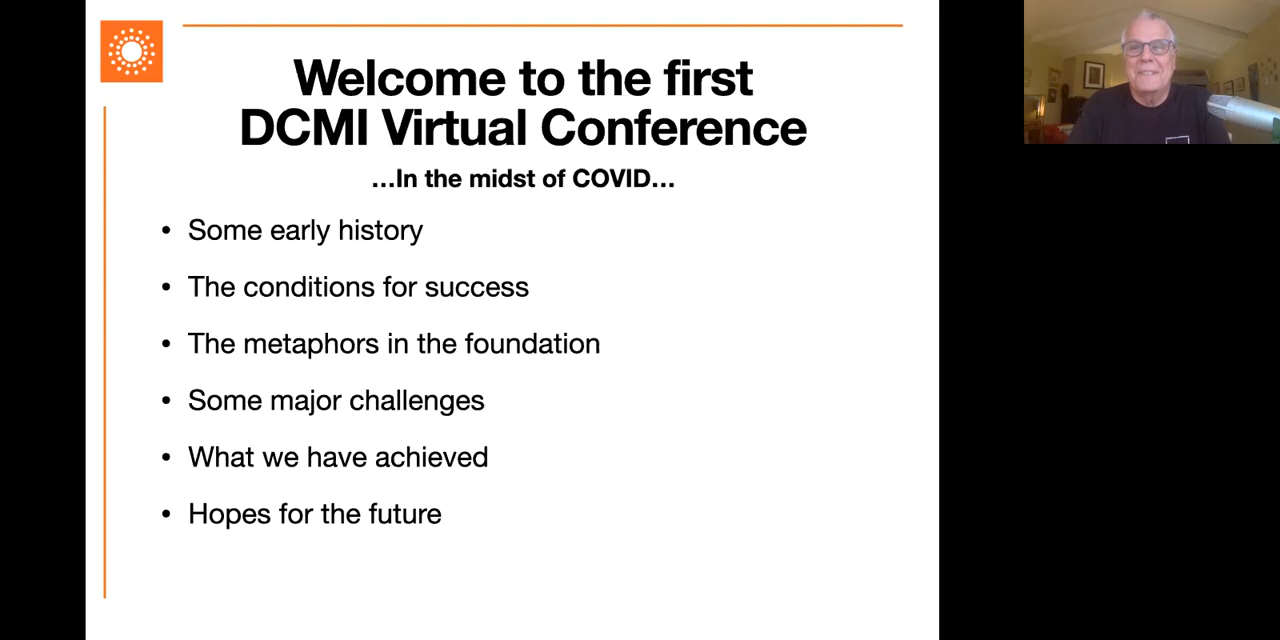 Welcome to the first
DCMI Virtual Conference
…In the midst of COVID…
• Some early history
• The conditions for success
• The metaphors in the foundation
• Some major challenges
• What we have achieved
• Hopes for the future